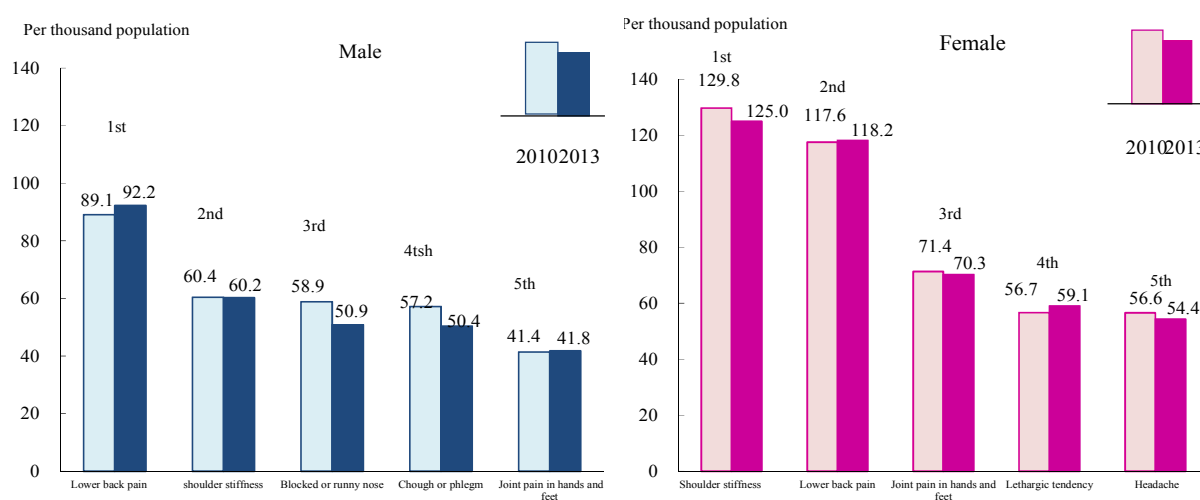 Per thousand population
Male
140
120
100
80
60
40
20
0
1st
89.1 92.2
2nd
60.4 60.2
3rd
58.9 50.9
4tsh
57.2 50.4
5th
41.4 41.8
20102013
Lower back pain
shoulder stiffness
Blocked or runny nose
Chough or phlegm
Joint pain in hands and
feet
Per thousand population
Female
140
120
100
80
60
40
20
0
1st
129.8 125.0
2nd
117.6 118.2
3rd
71.4 70.3
4th
56.7 59.1
5th
56.6 54.4
20102013
Shoulder stiffness
Lower back pain
Joint pain in hands and
feet
Lethargic tendency
Headache